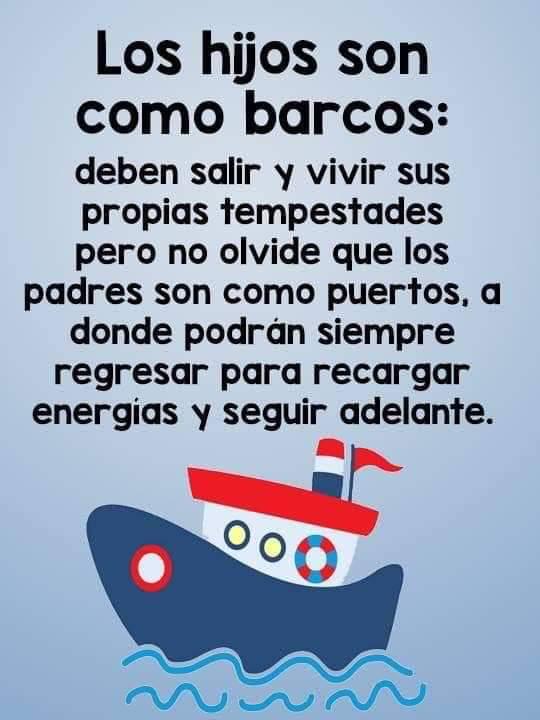 Los hijos son
como barcos:
deben salir y vivir sus
propias tempestades
pero no olvide que los
padres son como puertos, a
donde podrán siempre
regresar para recargar
energías y seguir adelante.